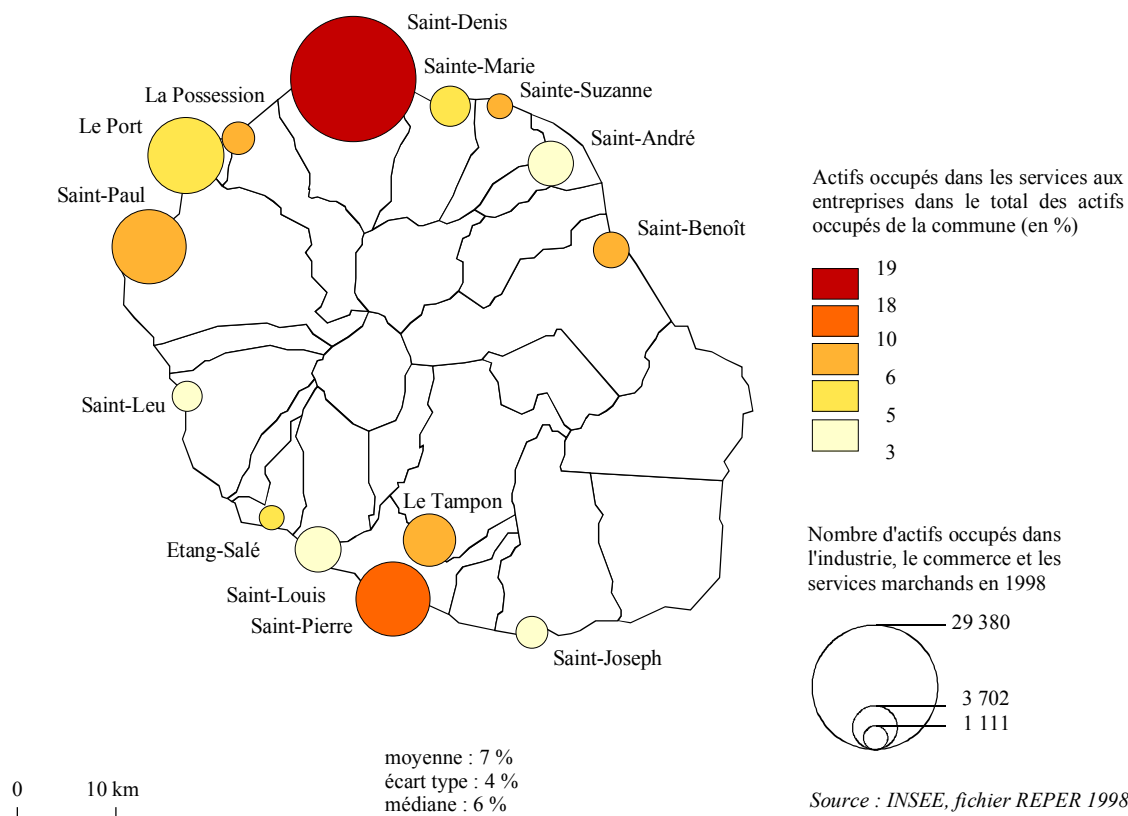 Saint-Denis
Sainte-Marie
Sainte-Suzanne
La Possession
Le Port
Saint-André
Saint-Paul
Saint-Benoît
Saint-Leu
Le Tampon
Etang-Salé
Saint-Louis
Saint-Pierre
Saint-Joseph
Actifs occupés dans les services aux
entreprises dans le total des actifs
occupés de la commune (en %)
19
18
10
6
5
3
Nombre d'actifs occupés dans
l'industrie, le commerce et les
services marchands en 1998
29 380
3 702
1 111
moyenne : 7 %
écart type : 4 %
médiane : 6 %
0 10 km
Source : INSEE, fichier REPER 1998